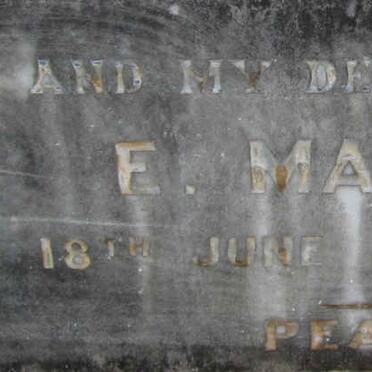 AND MY DE
E. MA
18TH JUNE
PEA